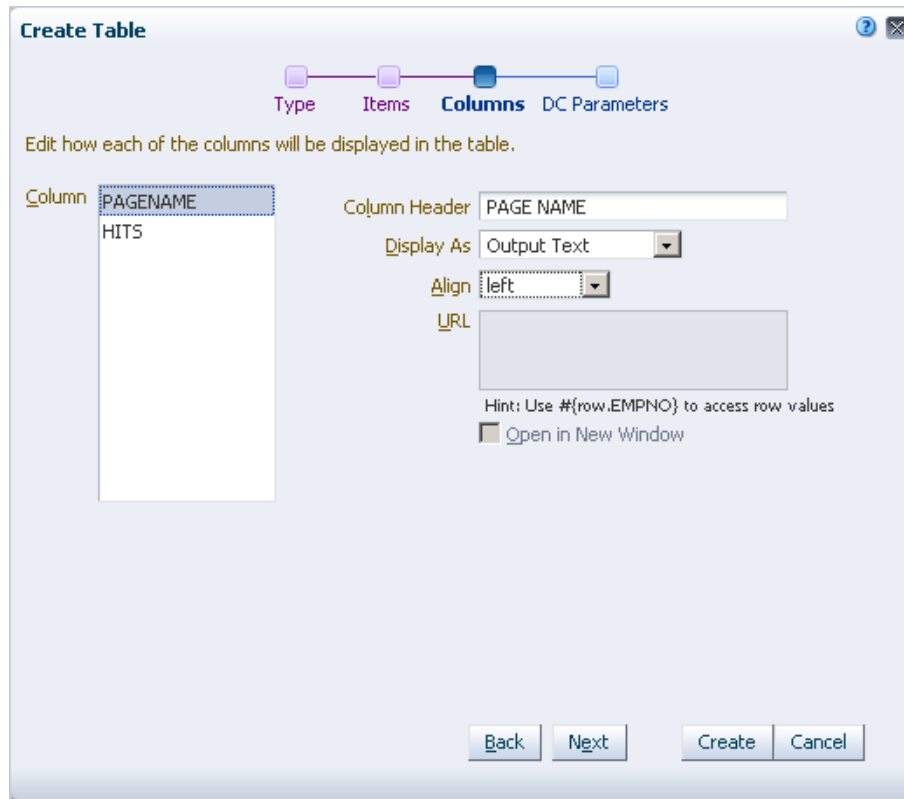 Create Table
Type Items Columns DC Parameters
Edit how each of the columns will be displayed in the table.
Column
PAGENAME
HITS
Column Header PAGE NAME
Display As Output Text
Align left
URL
Hint: Use #{row.EMPNO} to access row values
Open in New Window
Back Next Create Cancel